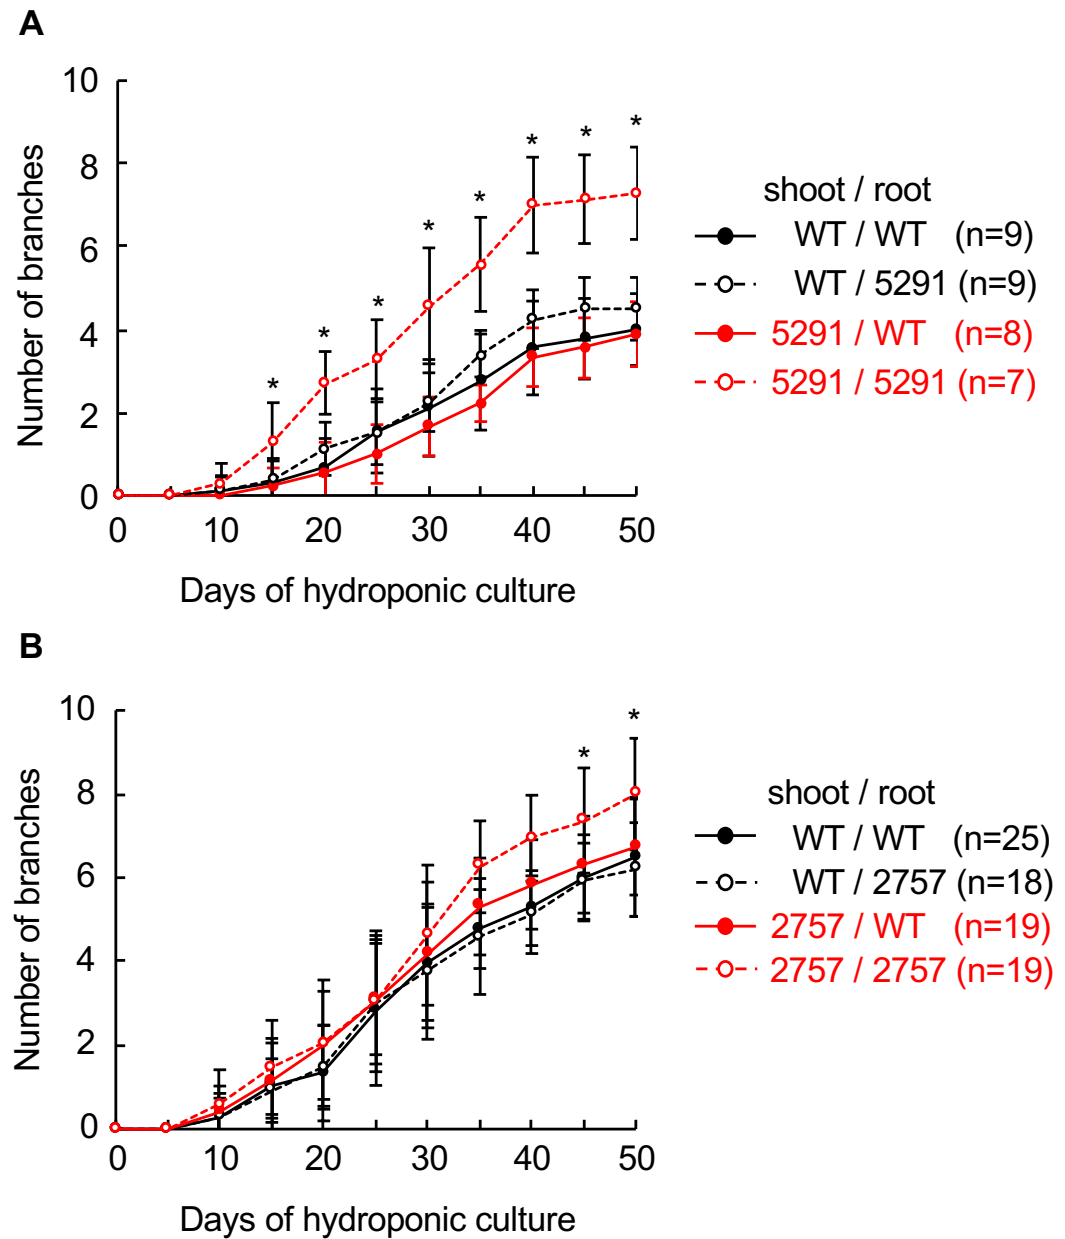 A
10
8
6
4
2
0
Number of branches
* * * * * * * *
0 10 20 30 40 50
Days of hydroponic culture
shoot / root
WT / WT (n=9)
WT / 5291 (n=9)
5291 / WT (n=8)
5291 / 5291 (n=7)
B
10
8
6
4
2
0
Number of branches
* *
0 10 20 30 40 50
Days of hydroponic culture
shoot / root
WT / WT (n=25)
WT / 2757 (n=18)
2757 / WT (n=19)
2757 / 2757 (n=19)